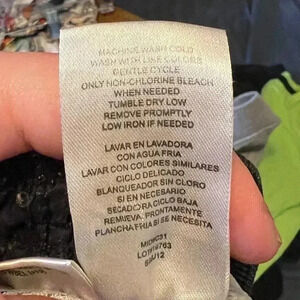 MACHINE WASH COLD
WASH WITH LIKE COLORS
GENTLE CYCLE
ONLY NON-CHLORINE BLEACH
WHEN NEEDED
TUMBLE DRY LOW
REMOVE PROMPTLY
LOW IRON IF NEEDED
LAVAR EN LAVADORA
CON AGUA FRIA
LAVAR CON COLORES SIMILARES
CICLO DELICADO
BLANQUEADOR SIN CLORO
SI EN NECESARIO
SECADORA CICLO BAJA
REMUEVA PRONTAMENTE
PLANCHA FRIA SI SE NECESITA